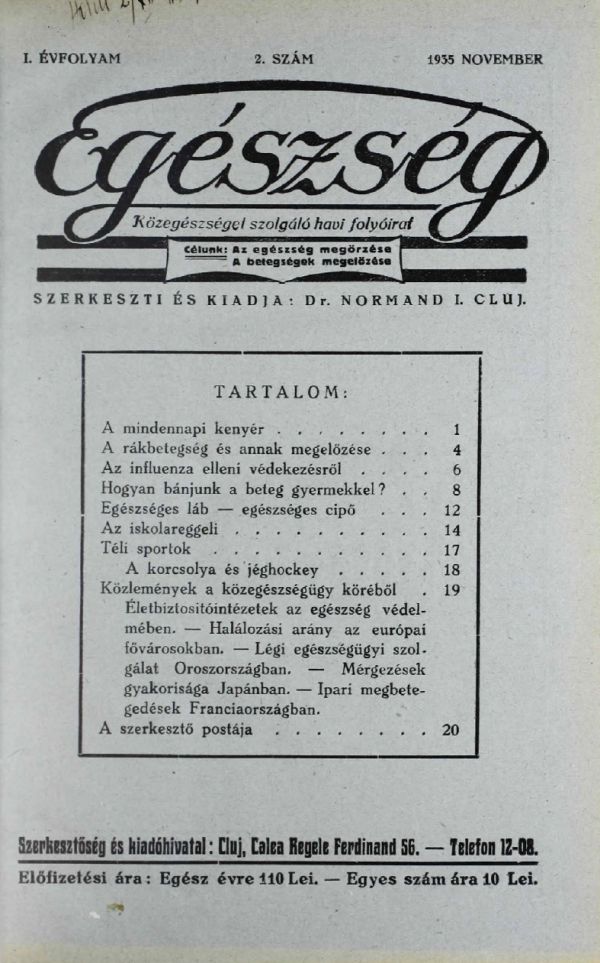 I. ÉVFOLYAM 2. SZÁM 1935 NOVEMBER
Egészség
Közegészséget szolgáló havi folyóirat
Célunk: Az egészség megőrzése
A betegségek megelőzése
SZERKESZTI ÉS KIADJA: Dr. NORMAND I. CLUJ.
TARTALOM:
A mindennapi kenyér . . . . . . . . 1
A rákbetegség és annak megelőzése . . . 4
Az influenza elleni védekezésről . . . . 6
Hogyan bánjunk a beteg gyermekkel? . . 8
Egészséges láb — egészséges cipő . . . 12
Az iskolareggeli . . . . . . . . . . 14
Téli sportok . . . . . . . . . . . 17
A korcsolya és jéghockey . . . . . 18
Közlemények a közegészségügy köréből . 19
Életbiztositóintézetek az egészség védel-
mében. — Halálozási arány az európai
fővárosokban. — Légi egészségügyi szol-
gálat Oroszországban. — Mérgezések
gyakorisága Japánban. — Ipari megbete-
gedések Franciaországban.
A szerkesztő postája . . . . . . . . 20
Szerkesztőség és kiadóhivatal: Cluj, Calea Regele Ferdinand 56. — Telefon 12-08.
Előfizetési ára: Egész évre 110 Lei. — Egyes szám ára 10 Lei.